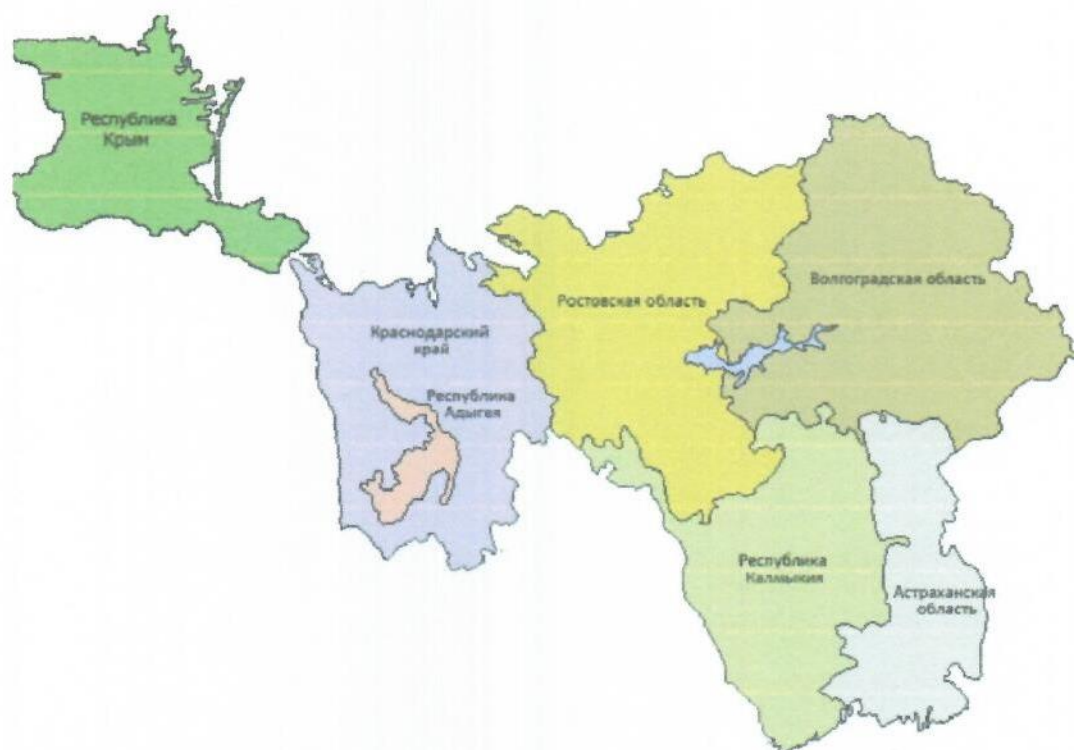 Республика
Крым
Волгоградская область
Ростовская область
Краснодарский
край
Республика
Адыгея
Республика
Калмыкия
Астраханская
область